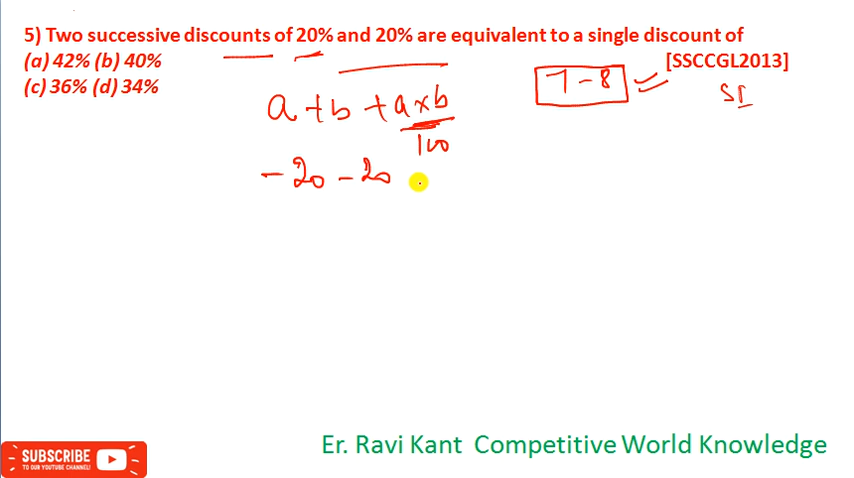 5) Two successive discounts of 20% and 20% are equivalent to a single discount of
(a) 42% (b) 40% [SSCCGL2013]
(c) 36% (d) 34%
7-8
SI
a+b+a×b
100
-20-20
SUBSCRIBE
TO OUR YOUTUBE CHANNEL!
Er. Ravi Kant Competitive World Knowledge